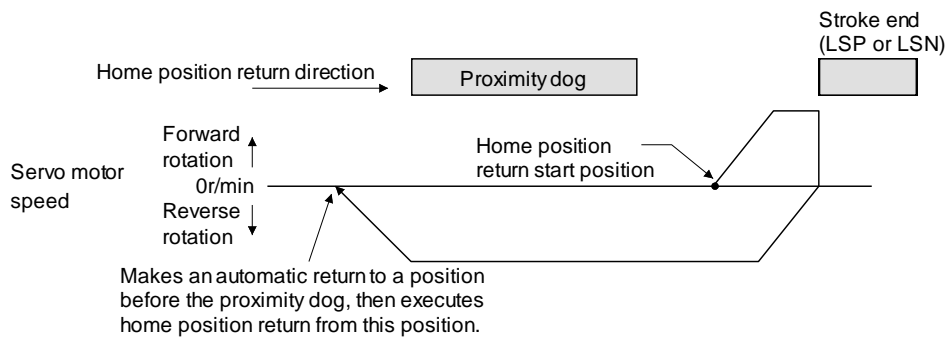 Stroke end
(LSP or LSN)
Home position return direction
Proximity dog
Forward
rotation
Home position
return start position
Servo motor
speed
0r/min
Reverse
rotation
Makes an automatic return to a position
before the proximity dog, then executes
home position return from this position.